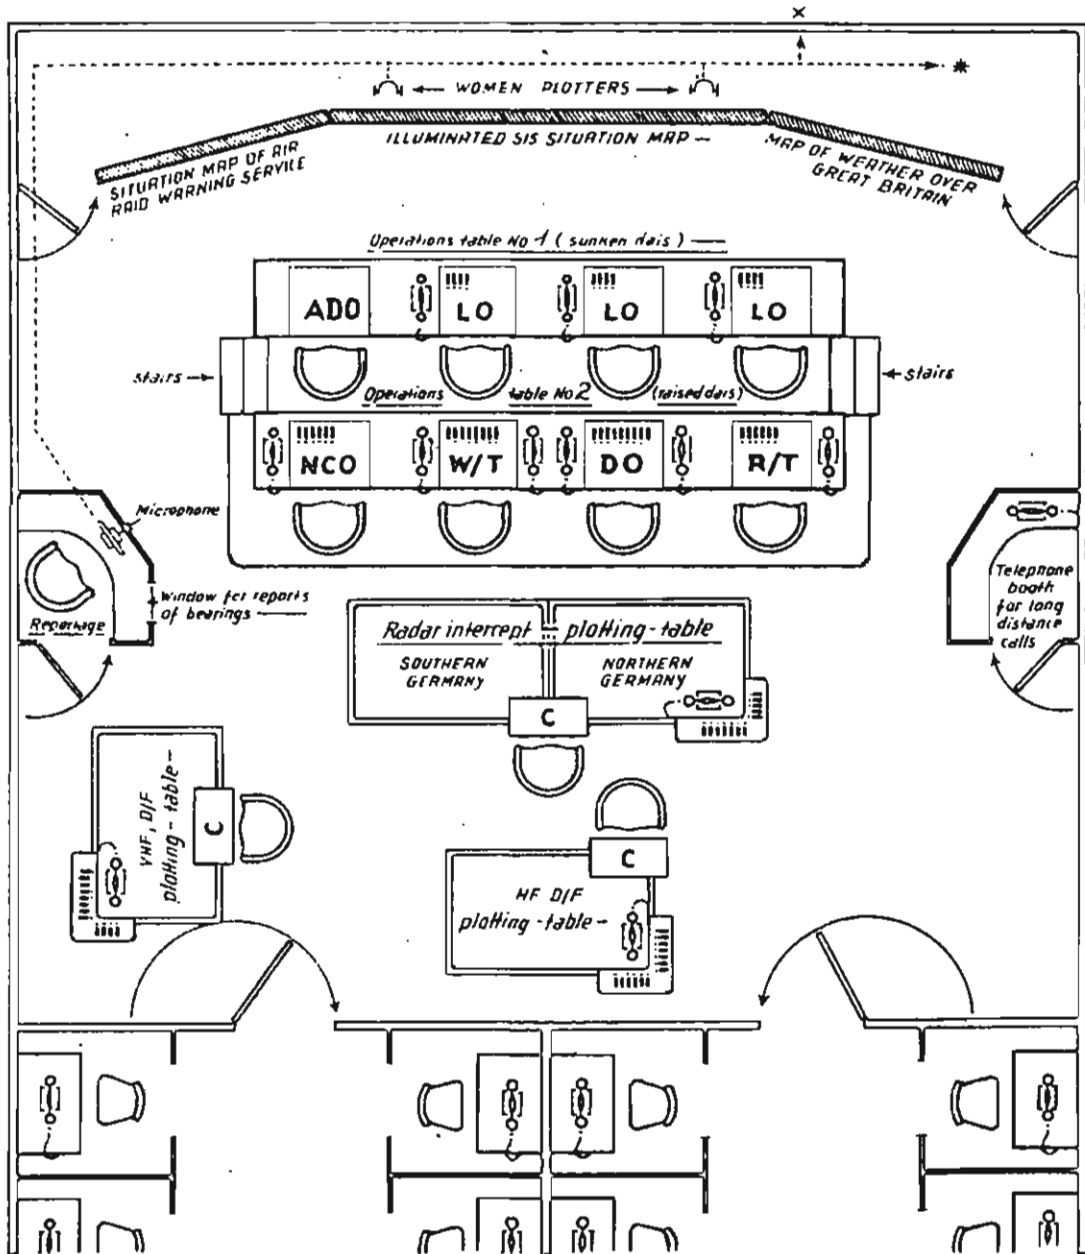 ×
*
← WOMEN PLOTTERS →
ILLUMINATED SIS SITUATION MAP —
SITUATION MAP OF AIR
RAID WARNING SERVICE
MAP OF WEATHER OVER
GREAT BRITAIN
Operations table No 1 (sunken dais) —
ADO
LO
LO
LO
stairs →
← stairs
Operations table No 2 (raised dais)
NCO
W/T
DO
R/T
Microphone
Window for reports
of bearings —
Reportage
Telephone
booth
for long
distance
calls
Radar intercept plotting-table
SOUTHERN
GERMANY
NORTHERN
GERMANY
C
VHF, D/F
plotting-table-
C
C
HF D/F
plotting-table-